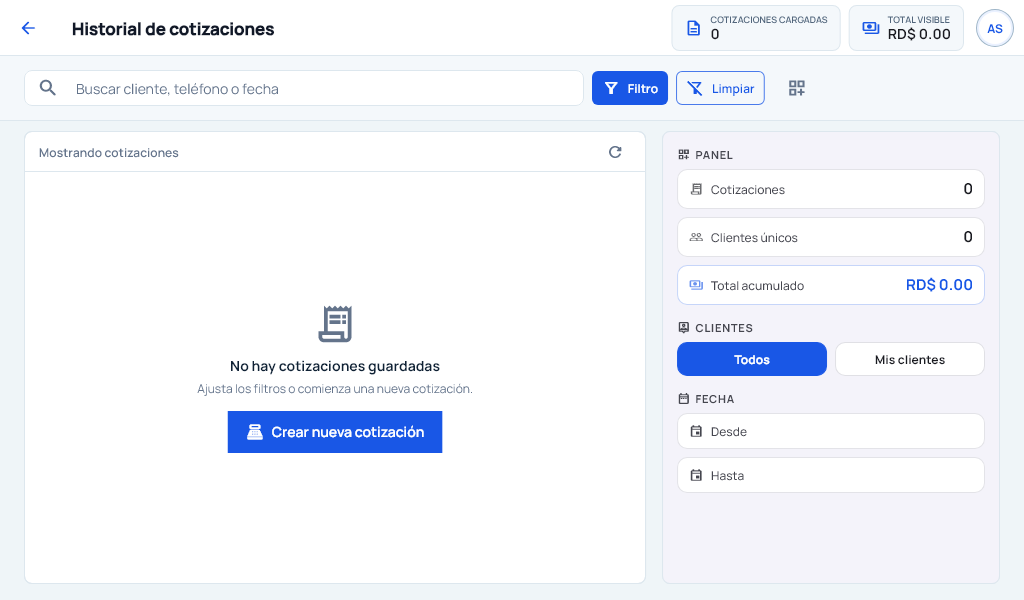 Historial de cotizaciones
COTIZACIONES CARGADAS
0
TOTAL VISIBLE
RD$ 0.00
AS
Buscar cliente, teléfono o fecha
Filtro
Limpiar
Mostrando cotizaciones
No hay cotizaciones guardadas
Ajusta los filtros o comienza una nueva cotización.
Crear nueva cotización
PANEL
Cotizaciones 0
Clientes únicos 0
Total acumulado RD$ 0.00
CLIENTES
Todos
Mis clientes
FECHA
Desde
Hasta